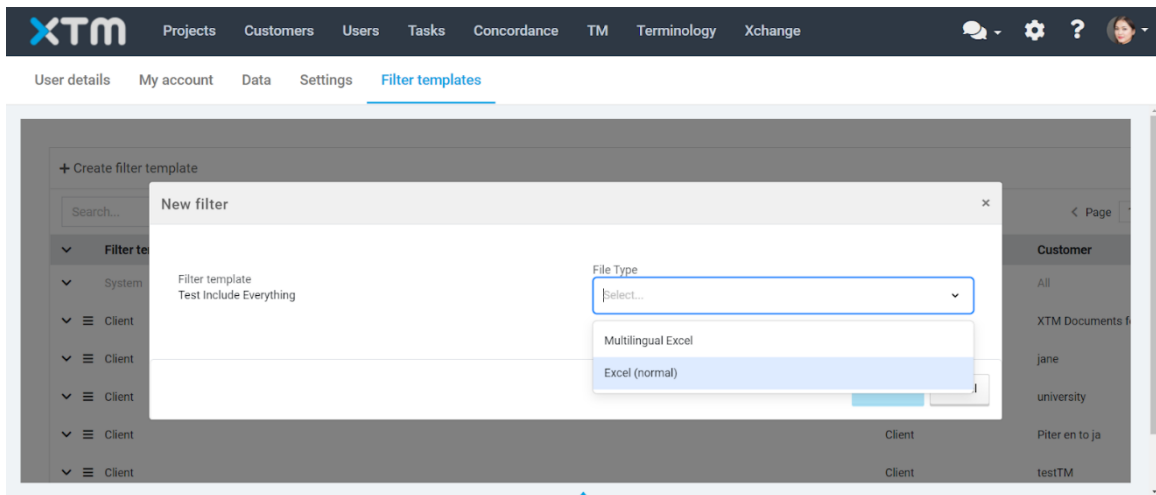 XTM Projects Customers Users Tasks Concordance TM Terminology Xchange ?
User details My account Data Settings Filter templates
+ Create filter template
Search...
New filter ×
< Page
Filter te
Customer
System
All
Filter template
Test Include Everything
File Type
Select...
Multilingual Excel
Excel (normal)
Client
XTM Documents f
Client
jane
Client
university
Client Client Piter en to ja
Client Client testTM